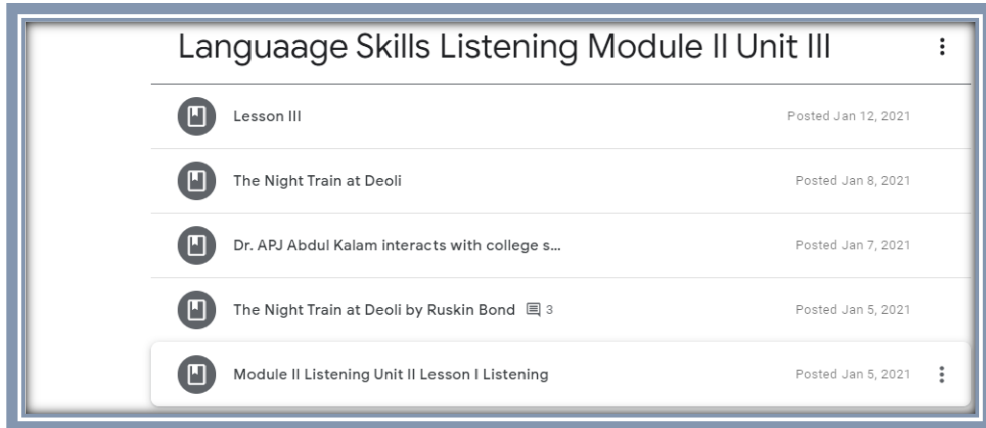 Languaage Skills Listening Module II Unit III
Lesson III Posted Jan 12, 2021
The Night Train at Deoli Posted Jan 8, 2021
Dr. APJ Abdul Kalam interacts with college s... Posted Jan 7, 2021
The Night Train at Deoli by Ruskin Bond 3 Posted Jan 5, 2021
Module II Listening Unit II Lesson I Listening Posted Jan 5, 2021